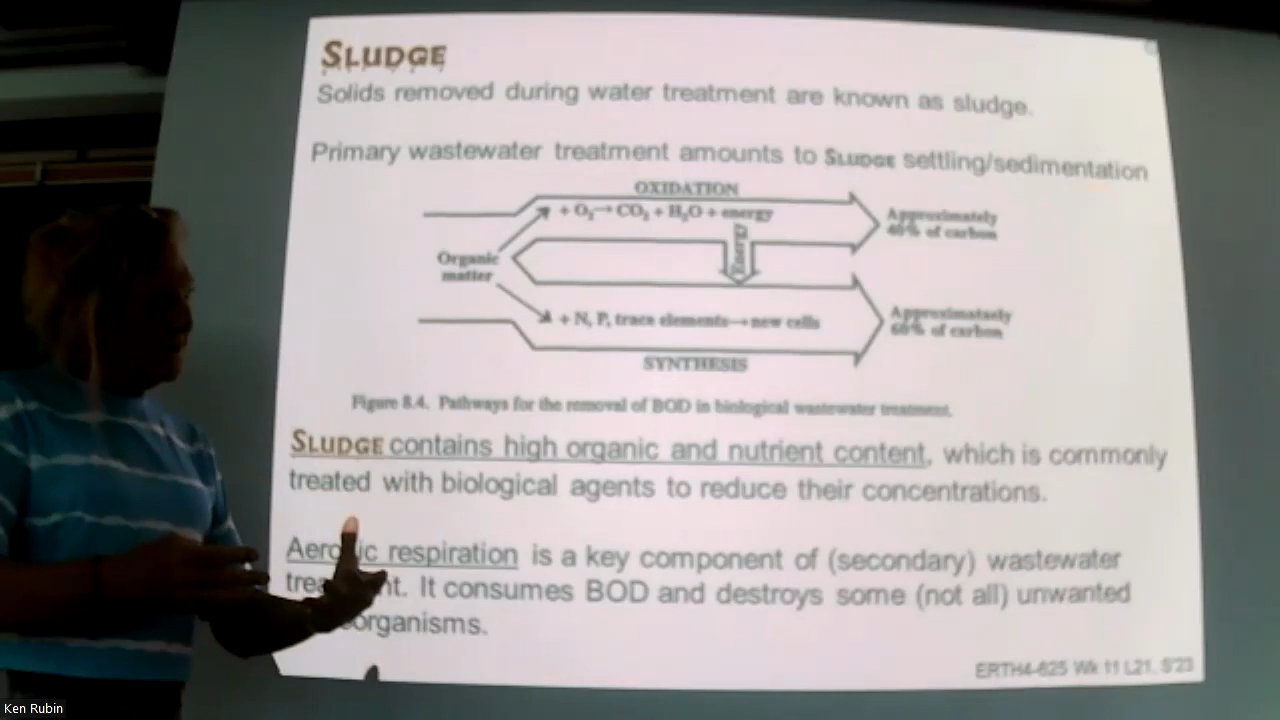 SLUDGE
Solids removed during water treatment are known as sludge.
Primary wastewater treatment amounts to SLUDGE settling/sedimentation
OXIDATION
+ O₂→CO₂ + H₂O + energy
Approximately
40% of carbon
Energy
Organic
matter
+ N, P, trace elements→new cells
Approximately
60% of carbon
SYNTHESIS
Figure 8.4. Pathways for the removal of BOD in biological wastewater treatment.
SLUDGE contains high organic and nutrient content, which is commonly
treated with biological agents to reduce their concentrations.
respiration is a key component of (secondary) wastewater
It consumes BOD and destroys some (not all) unwanted
Wk 11 L21, S'23
Ken Rubin